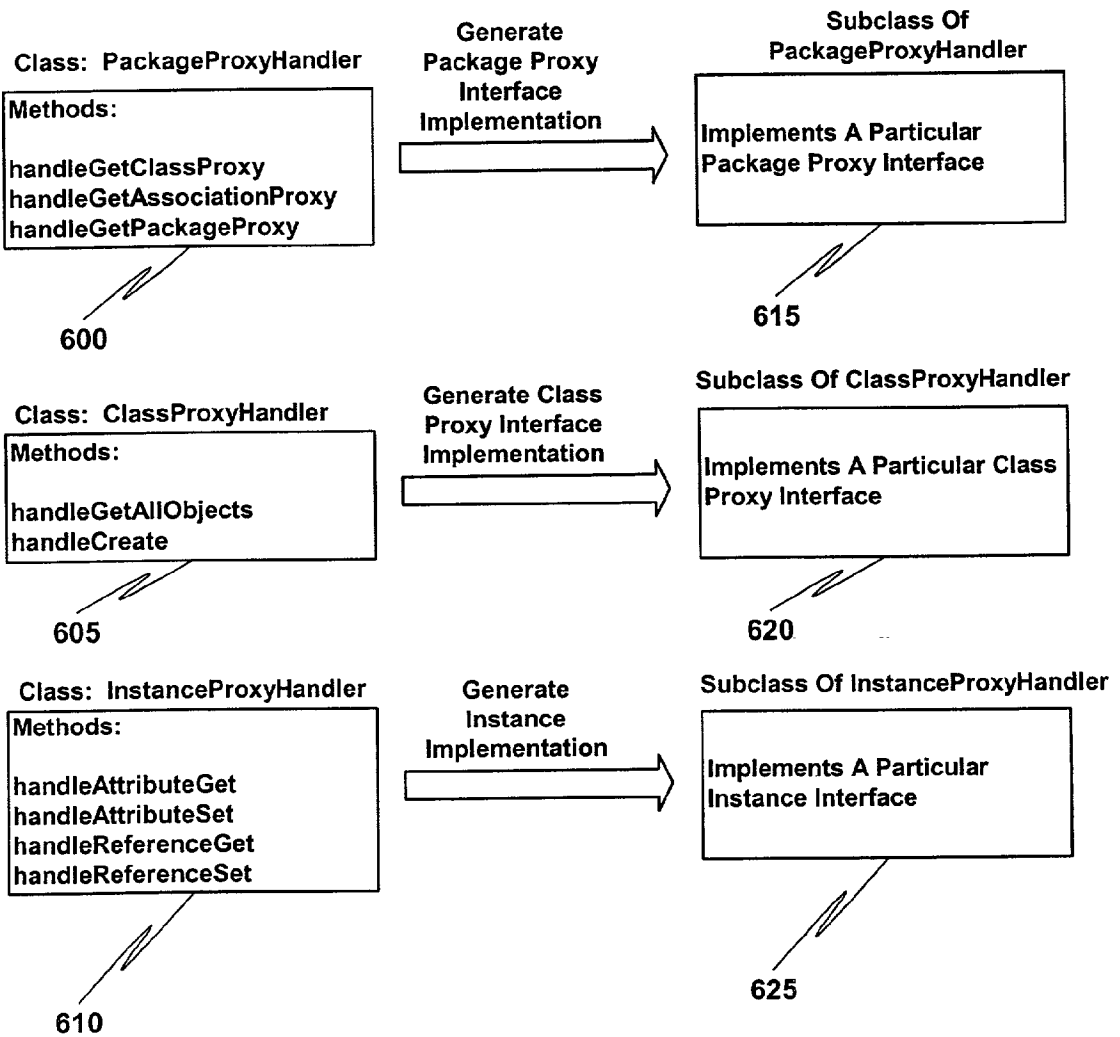 Class: PackageProxyHandler
Methods:
handleGetClassProxy
handleGetAssociationProxy
handleGetPackageProxy
600
Generate
Package Proxy
Interface
Implementation
Subclass Of
PackageProxyHandler
Implements A Particular
Package Proxy Interface
615
Class: ClassProxyHandler
Methods:
handleGetAllObjects
handleCreate
605
Generate Class
Proxy Interface
Implementation
Subclass Of ClassProxyHandler
Implements A Particular Class
Proxy Interface
620
Class: InstanceProxyHandler
Methods:
handleAttributeGet
handleAttributeSet
handleReferenceGet
handleReferenceSet
610
Generate
Instance
Implementation
Subclass Of InstanceProxyHandler
Implements A Particular
Instance Interface
625